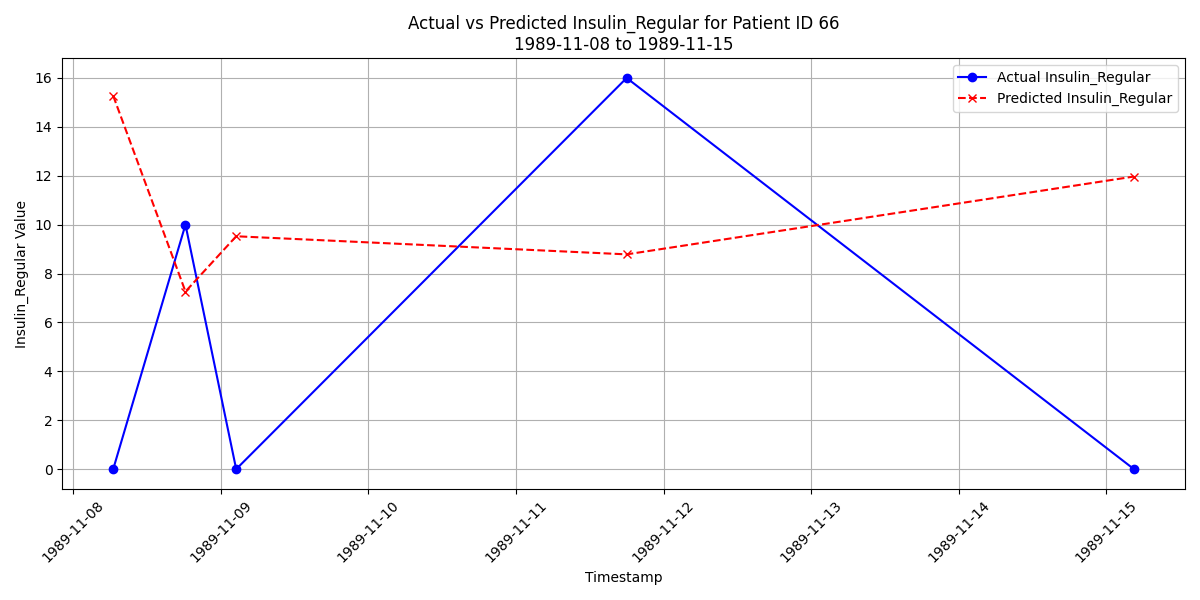 Actual vs Predicted Insulin_Regular for Patient ID 66
1989-11-08 to 1989-11-15
Actual Insulin_Regular
Predicted Insulin_Regular
Insulin_Regular Value
16
14
12
10
8
6
4
2
0
1989-11-08
1989-11-09
1989-11-10
1989-11-11
1989-11-12
1989-11-13
1989-11-14
1989-11-15
Timestamp